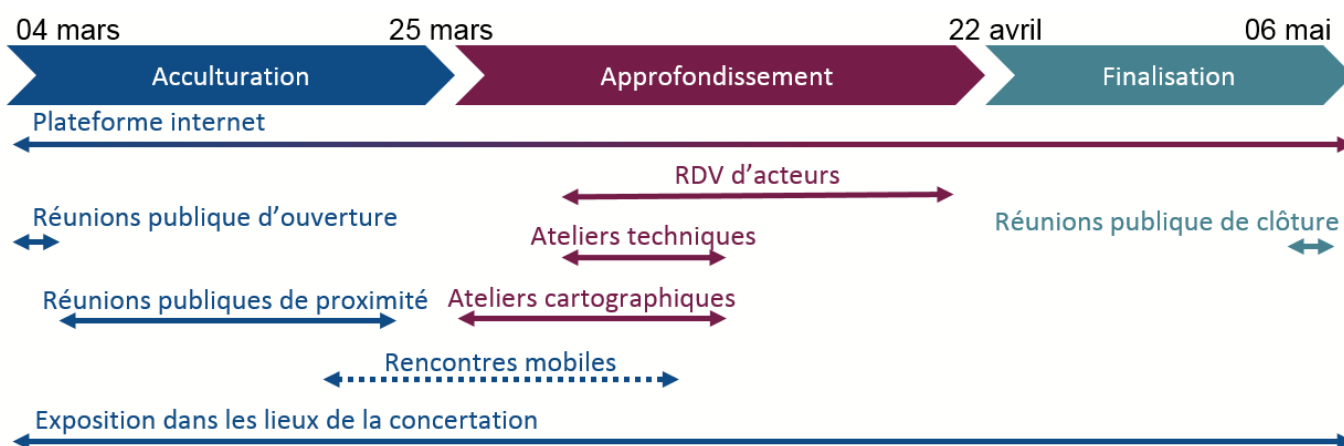 04 mars
25 mars
22 avril
06 mai
Acculturation
Approfondissement
Finalisation
Plateforme internet
RDV d'acteurs
Réunions publique d'ouverture
Ateliers techniques
Réunions publique de clôture
Réunions publiques de proximité
Ateliers cartographiques
Rencontres mobiles
Exposition dans les lieux de la concertation